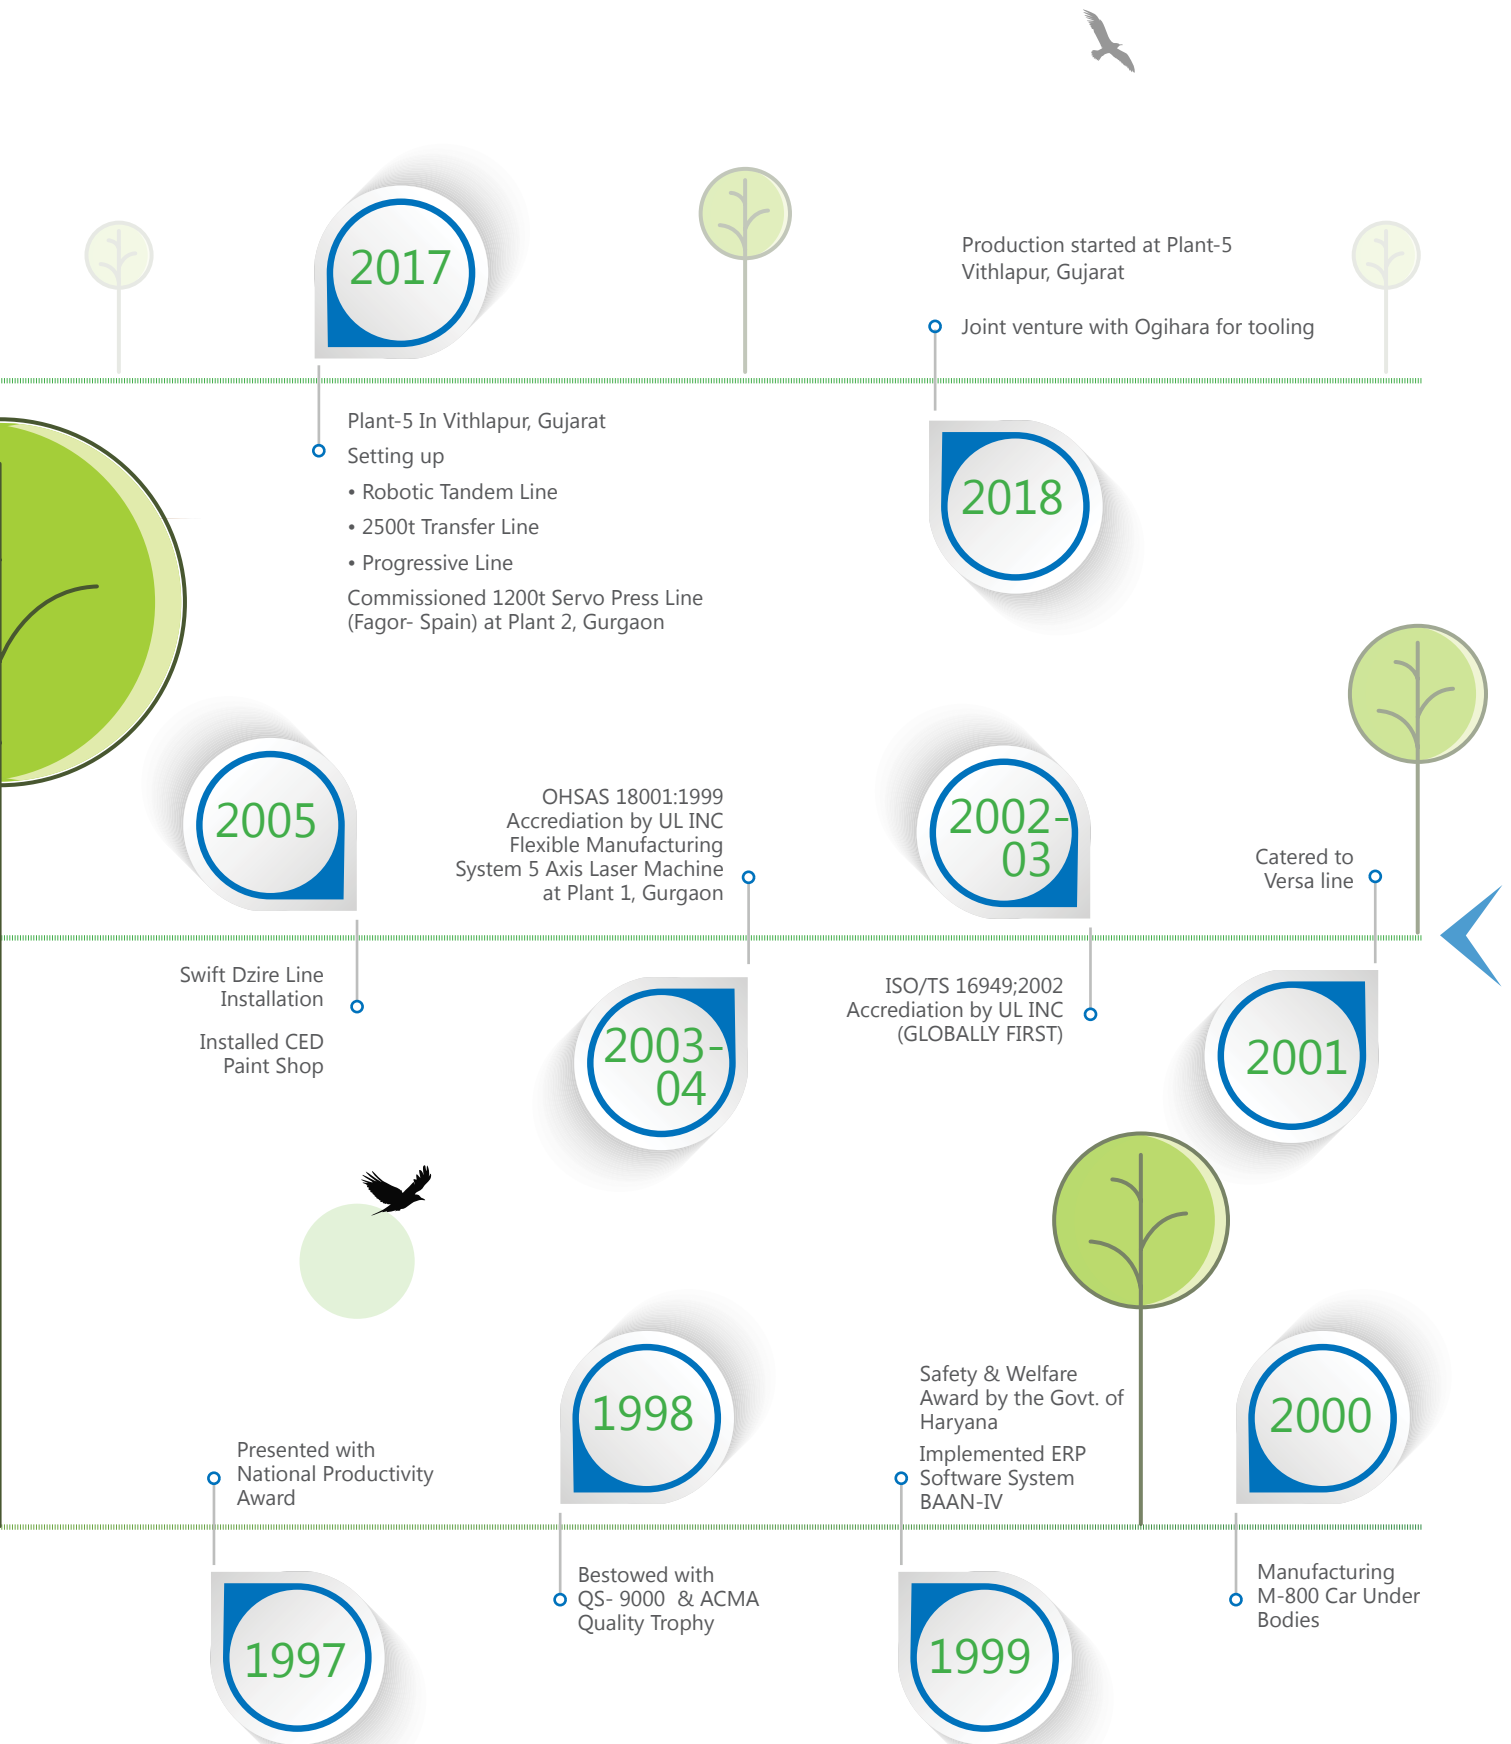 2017
Plant-5 In Vithlapur, Gujarat
Setting up
• Robotic Tandem Line
• 2500t Transfer Line
• Progressive Line
Commissioned 1200t Servo Press Line
(Fagor- Spain) at Plant 2, Gurgaon
Production started at Plant-5
Vithlapur, Gujarat
Joint venture with Ogihara for tooling
2018
2005
Swift Dzire Line
Installation
Installed CED
Paint Shop
OHSAS 18001:1999
Accrediation by UL INC
Flexible Manufacturing
System 5 Axis Laser Machine
at Plant 1, Gurgaon
2003-
04
2002-
03
ISO/TS 16949;2002
Accrediation by UL INC
(GLOBALLY FIRST)
Catered to
Versa line
2001
Presented with
National Productivity
Award
1997
1998
Bestowed with
QS- 9000  & ACMA
Quality Trophy
Safety & Welfare
Award by the Govt. of
Haryana
Implemented ERP
Software System
BAAN-IV
1999
2000
Manufacturing
M-800 Car Under
Bodies